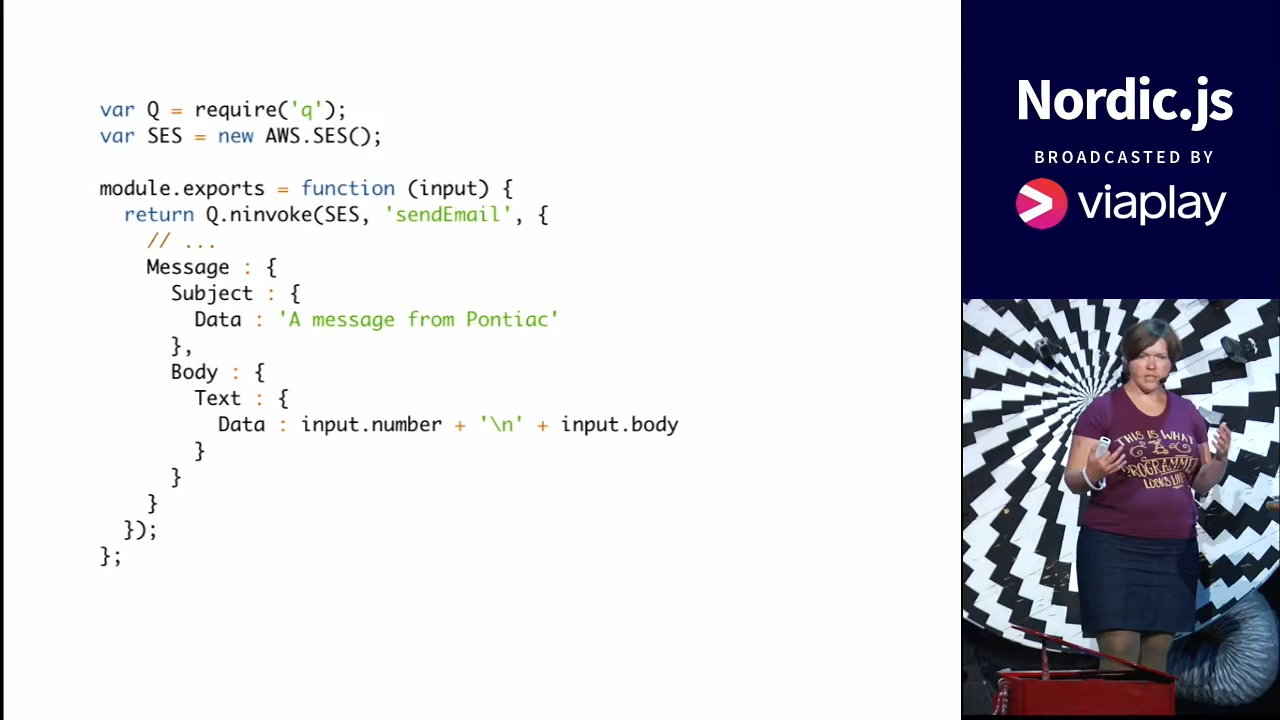 var Q = require('q');
var SES = new AWS.SES();
module.exports = function (input) {
  return Q.ninvoke(SES, 'sendEmail', {
    // ...
    Message : {
      Subject : {
        Data : 'A message from Pontiac'
      },
      Body : {
        Text : {
          Data : input.number + '\n' + input.body
        }
      }
    }
  });
};
Nordic.js
BROADCASTED BY
viaplay
THIS IS WHAT
A
PROGRAMMER
LOOKS LIKE